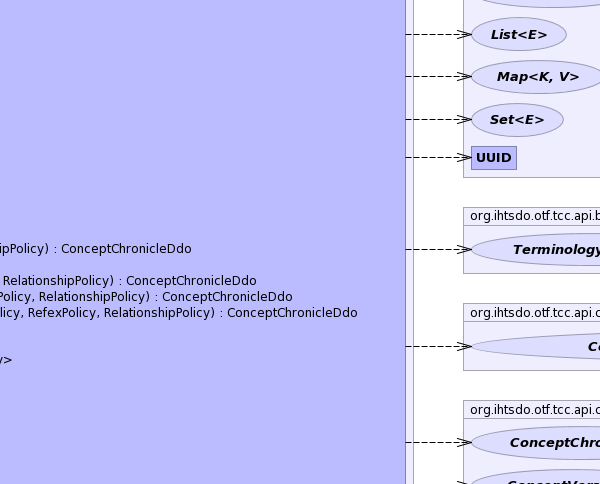 List<E>
Map<K, V>
Set<E>
UUID
org.ihtsdo.otf.tcc.api.b
ipPolicy) : ConceptChronicleDdo
Terminology
RelationshipPolicy) : ConceptChronicleDdo
Policy, RelationshipPolicy) : ConceptChronicleDdo
licy, RefexPolicy, RelationshipPolicy) : ConceptChronicleDdo
org.ihtsdo.otf.tcc.api.c
Co
y>
org.ihtsdo.otf.tcc.api.c
ConceptChro
ConceptVers